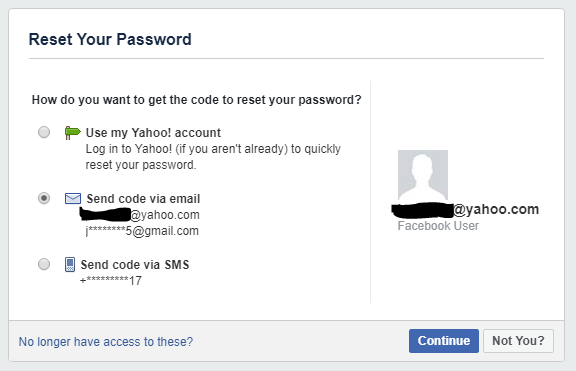 Reset Your Password
How do you want to get the code to reset your password?
Use my Yahoo! account
Log in to Yahoo! (if you aren't already) to quickly
reset your password.
Send code via email
@yahoo.com
j********5@gmail.com
Send code via SMS
+*********17
@yahoo.com
Facebook User
No longer have access to these?
Continue
Not You?